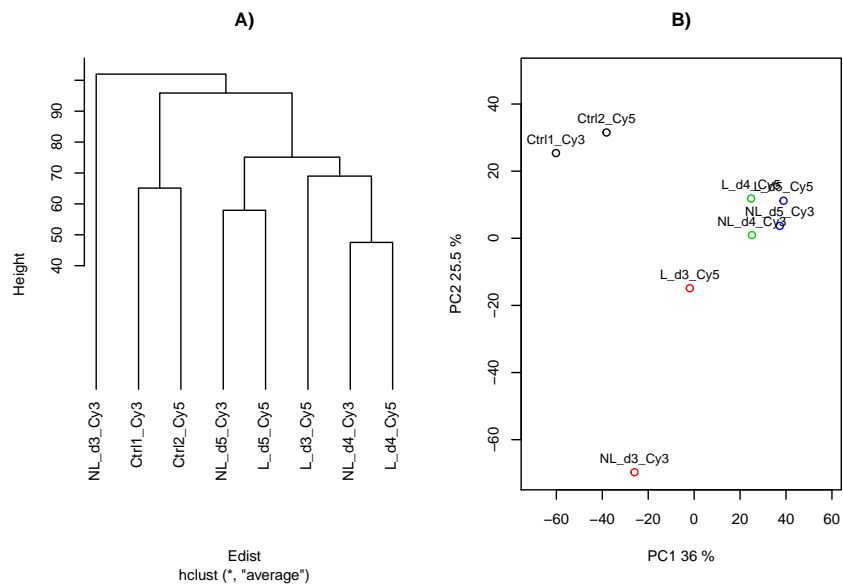 A)
B)
Height
40
50
60
70
80
90
NL_d3_Cy3
Ctrl1_Cy3
Ctrl2_Cy5
NL_d5_Cy3
L_d5_Cy5
L_d3_Cy5
NL_d4_Cy3
L_d4_Cy5
Edist
hclust (*, "average")
PC2 25.5 %
40
20
0
−20
−40
−60
Ctrl2_Cy5
Ctrl1_Cy3
L_d4_Cy5
L_d5_Cy5
NL_d5_Cy3
NL_d4_Cy3
L_d3_Cy5
NL_d3_Cy3
−60 −40 −20 0 20 40 60
PC1 36 %